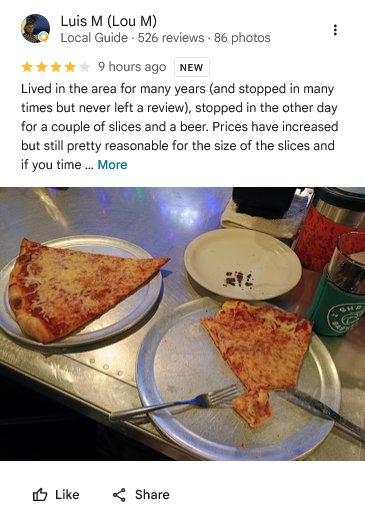 Luis M (Lou M)
Local Guide · 526 reviews · 86 photos
9 hours ago NEW
Lived in the area for many years (and stopped in many
times but never left a review), stopped in the other day
for a couple of slices and a beer. Prices have increased
but still pretty reasonable for the size of the slices and
if you time ... More
Like Share